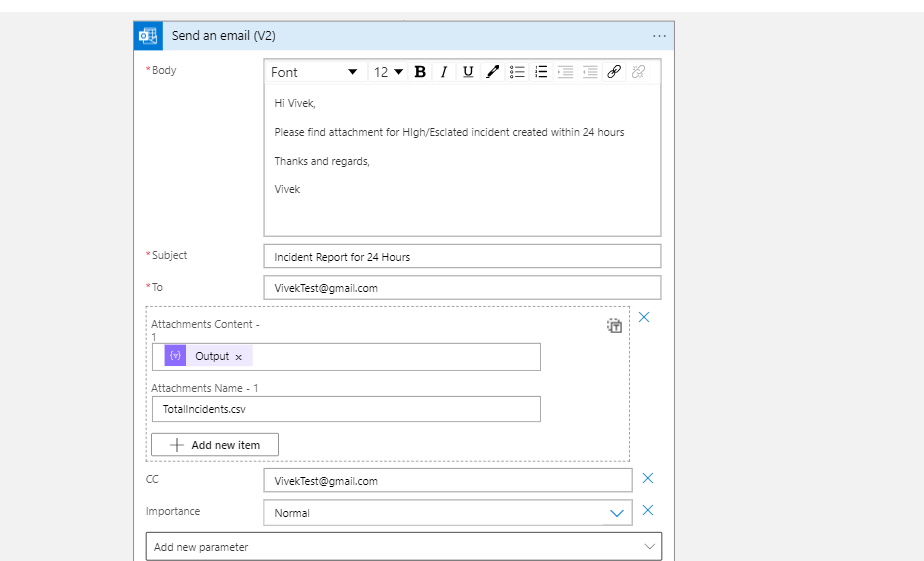 Send an email (V2)
...
*Body
Font 12 B I U
Hi Vivek,
Please find attachment for HIgh/Esclated incident created within 24 hours
Thanks and regards,
Vivek
*Subject
Incident Report for 24 Hours
*To
VivekTest@gmail.com
Attachments Content -
1
Output ×
Attachments Name - 1
TotalIncidents.csv
Add new item
CC
VivekTest@gmail.com
Importance
Normal
Add new parameter